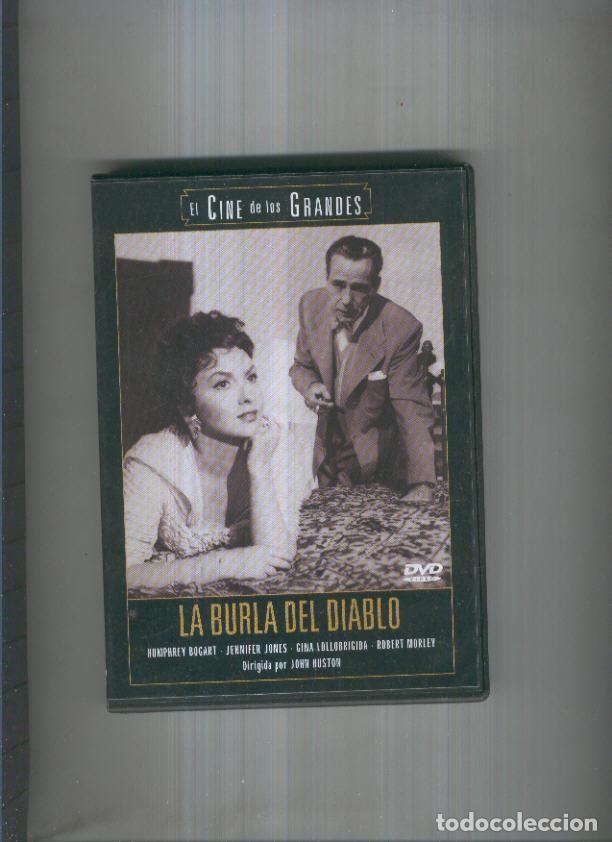 El CINE de los GRANDES
DVD
VIDEO
LA BURLA DEL DIABLO
HUMPHREY BOGART · JENNIFER JONES · GINA LOLLOBRIGIDA · ROBERT MORLEY
Dirigida por JOHN HUSTON
todocoleccion